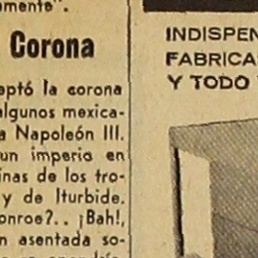 amente".
Corona
eptó la corona
algunos mexica-
a Napoleón III.
un imperio en
inas de los tro-
y de Iturbide.
onroe?.. ¡Bah!,
n asentada so-
INDISPEN
FABRICA
Y TODO